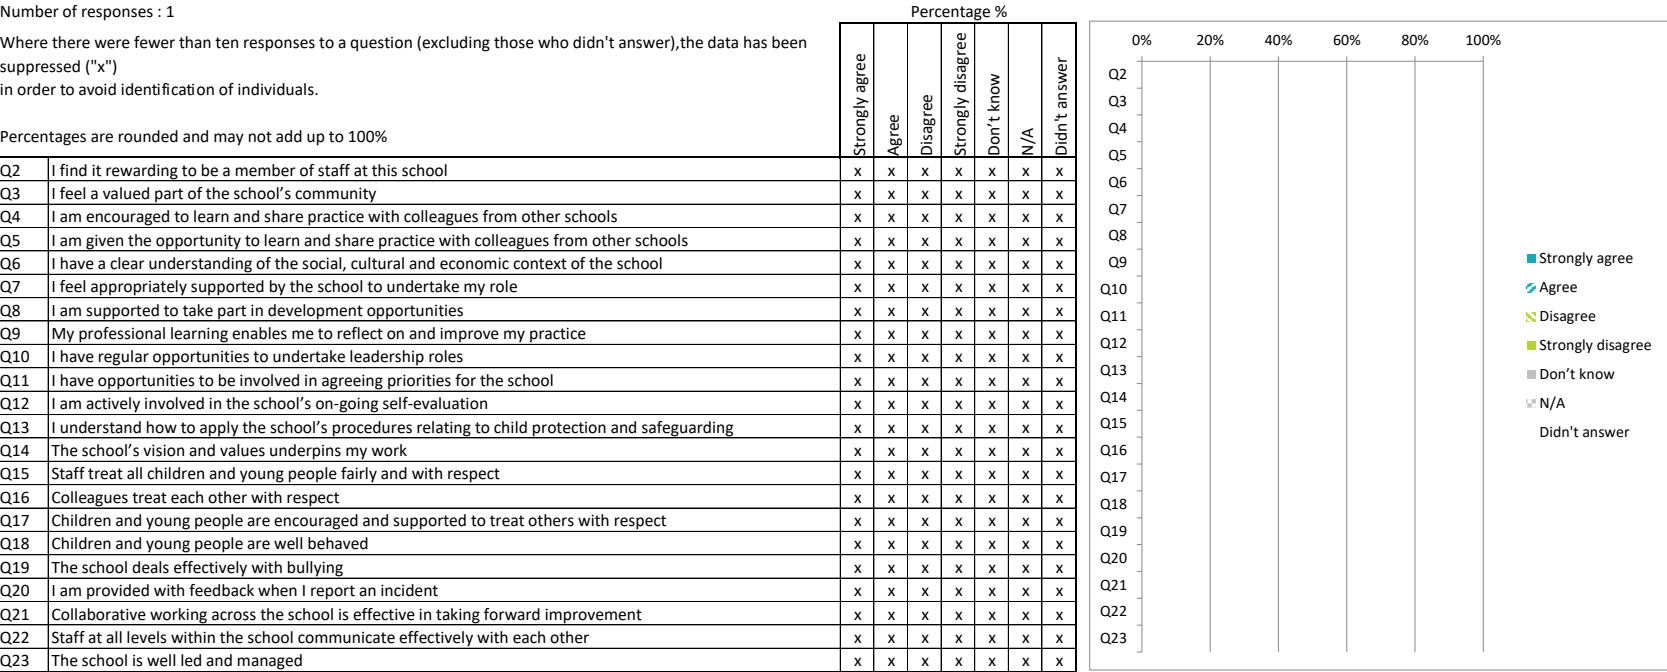 Number of responses : 1
Percentage %
Where there were fewer than ten responses to a question (excluding those who didn't answer),the data has been
suppressed ("x")
in order to avoid identification of individuals.
Percentages are rounded and may not add up to 100%
Strongly agree
Agree
Disagree
Strongly disagree
Don't know
N/A
Didn't answer
Q2 I find it rewarding to be a member of staff at this school x x x x x x x
Q3 I feel a valued part of the school's community x x x x x x x
Q4 I am encouraged to learn and share practice with colleagues from other schools x x x x x x x
Q5 I am given the opportunity to learn and share practice with colleagues from other schools x x x x x x x
Q6 I have a clear understanding of the social, cultural and economic context of the school x x x x x x x
Q7 I feel appropriately supported by the school to undertake my role x x x x x x x
Q8 I am supported to take part in development opportunities x x x x x x x
Q9 My professional learning enables me to reflect on and improve my practice x x x x x x x
Q10 I have regular opportunities to undertake leadership roles x x x x x x x
Q11 I have opportunities to be involved in agreeing priorities for the school x x x x x x x
Q12 I am actively involved in the school's on-going self-evaluation x x x x x x x
Q13 I understand how to apply the school's procedures relating to child protection and safeguarding x x x x x x x
Q14 The school's vision and values underpins my work x x x x x x x
Q15 Staff treat all children and young people fairly and with respect x x x x x x x
Q16 Colleagues treat each other with respect x x x x x x x
Q17 Children and young people are encouraged and supported to treat others with respect x x x x x x x
Q18 Children and young people are well behaved x x x x x x x
Q19 The school deals effectively with bullying x x x x x x x
Q20 I am provided with feedback when I report an incident x x x x x x x
Q21 Collaborative working across the school is effective in taking forward improvement x x x x x x x
Q22 Staff at all levels within the school communicate effectively with each other x x x x x x x
Q23 The school is well led and managed x x x x x x x
0% 20% 40% 60% 80% 100%
Q2
Q3
Q4
Q5
Q6
Q7
Q8
Q9
Q10
Q11
Q12
Q13
Q14
Q15
Q16
Q17
Q18
Q19
Q20
Q21
Q22
Q23
Strongly agree
Agree
Disagree
Strongly disagree
Don't know
N/A
Didn't answer